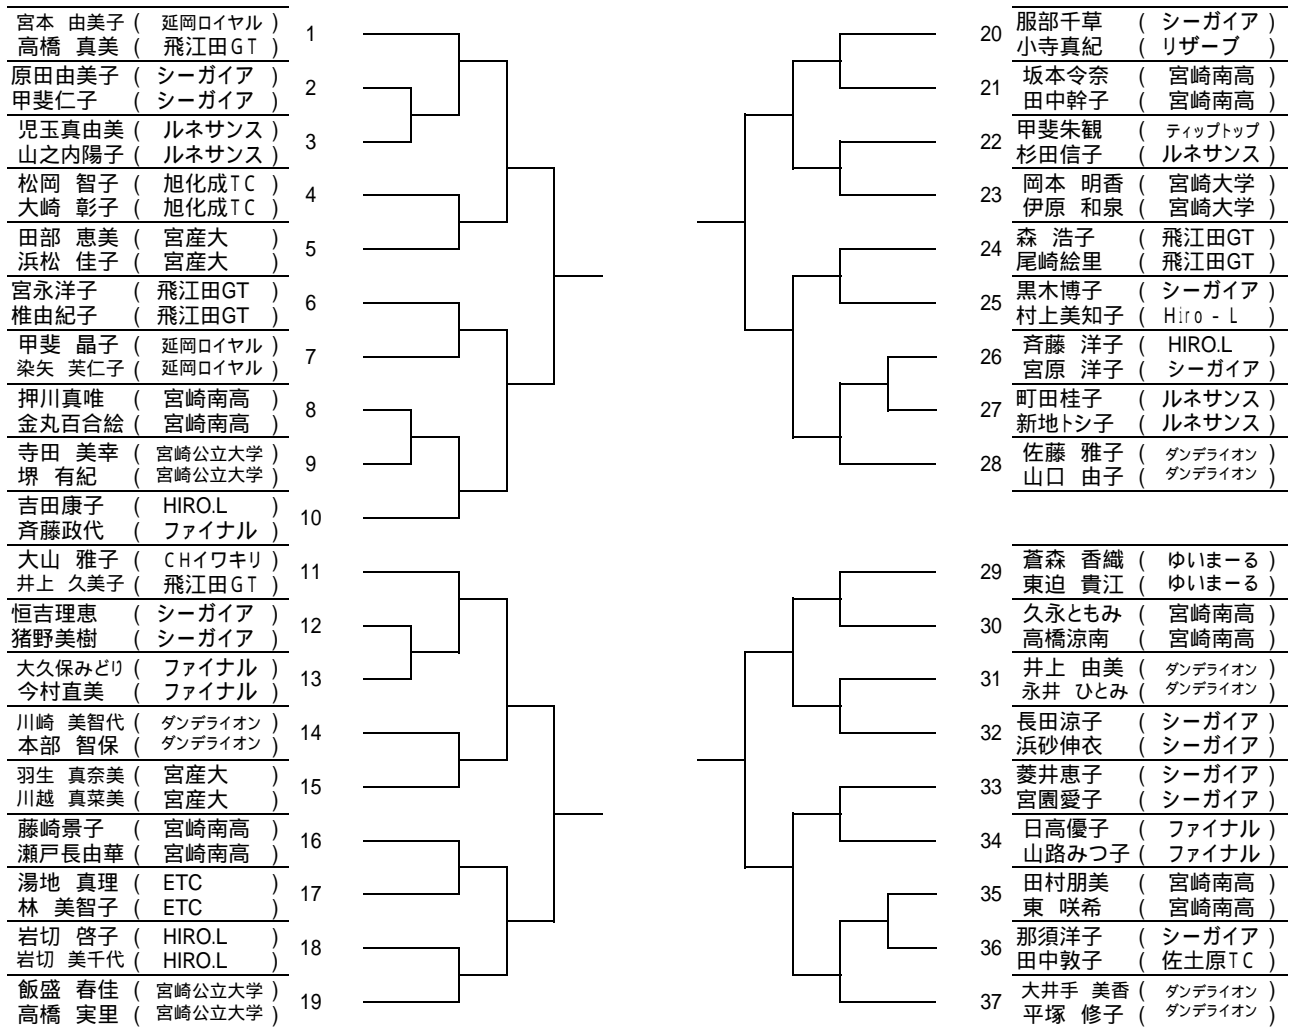 宮本 由美子 ( 延岡ロイヤル )
高橋 真美 ( 飛江田GT )
1
原田由美子 ( シーガイア )
甲斐仁子 ( シーガイア )
2
児玉真由美 ( ルネサンス )
山之内陽子 ( ルネサンス )
3
松岡 智子 ( 旭化成TC )
大崎 彰子 ( 旭化成TC )
4
田部 恵美 ( 宮産大 )
浜松 佳子 ( 宮産大 )
5
宮永洋子 ( 飛江田GT )
椎由紀子 ( 飛江田GT )
6
甲斐 晶子 ( 延岡ロイヤル )
染矢 芙仁子 ( 延岡ロイヤル )
7
押川真唯 ( 宮崎南高 )
金丸百合絵 ( 宮崎南高 )
8
寺田 美幸 ( 宮崎公立大学 )
堺 有紀 ( 宮崎公立大学 )
9
吉田康子 ( HIRO.L )
斉藤政代 ( ファイナル )
10
大山 雅子 ( CHイワキリ )
井上 久美子 ( 飛江田GT )
11
恒吉理恵 ( シーガイア )
猪野美樹 ( シーガイア )
12
大久保みどり ( ファイナル )
今村直美 ( ファイナル )
13
川崎 美智代 ( ダンデライオン )
本部 智保 ( ダンデライオン )
14
羽生 真奈美 ( 宮産大 )
川越 真菜美 ( 宮産大 )
15
藤崎景子 ( 宮崎南高 )
瀬戸長由華 ( 宮崎南高 )
16
湯地 真理 ( ETC )
林 美智子 ( ETC )
17
岩切 啓子 ( HIRO.L )
岩切 美千代 ( HIRO.L )
18
飯盛 春佳 ( 宮崎公立大学 )
高橋 実里 ( 宮崎公立大学 )
19
20
服部千草 ( シーガイア )
小寺真紀 ( リザーブ )
21
坂本令奈 ( 宮崎南高 )
田中幹子 ( 宮崎南高 )
22
甲斐朱観 ( ティップトップ )
杉田信子 ( ルネサンス )
23
岡本 明香 ( 宮崎大学 )
伊原 和泉 ( 宮崎大学 )
24
森 浩子 ( 飛江田GT )
尾崎絵里 ( 飛江田GT )
25
黒木博子 ( シーガイア )
村上美知子 ( Hiro - L )
26
斉藤 洋子 ( HIRO.L )
宮原 洋子 ( シーガイア )
27
町田桂子 ( ルネサンス )
新地トシ子 ( ルネサンス )
28
佐藤 雅子 ( ダンデライオン )
山口 由子 ( ダンデライオン )
29
蒼森 香織 ( ゆいまーる )
東迫 貴江 ( ゆいまーる )
30
久永ともみ ( 宮崎南高 )
高橋涼南 ( 宮崎南高 )
31
井上 由美 ( ダンデライオン )
永井 ひとみ ( ダンデライオン )
32
長田涼子 ( シーガイア )
浜砂伸衣 ( シーガイア )
33
菱井恵子 ( シーガイア )
宮園愛子 ( シーガイア )
34
日高優子 ( ファイナル )
山路みつ子 ( ファイナル )
35
田村朋美 ( 宮崎南高 )
東 咲希 ( 宮崎南高 )
36
那須洋子 ( シーガイア )
田中敦子 ( 佐土原TC )
37
大井手 美香 ( ダンデライオン )
平塚 修子 ( ダンデライオン )